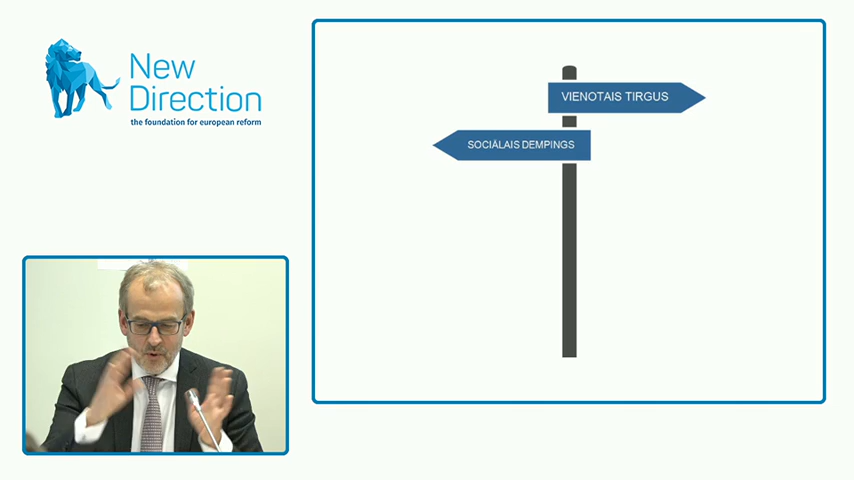 New
Direction
the foundation for european reform
VIENOTAIS TIRGUS
SOCIĀLAIS DEMPINGS